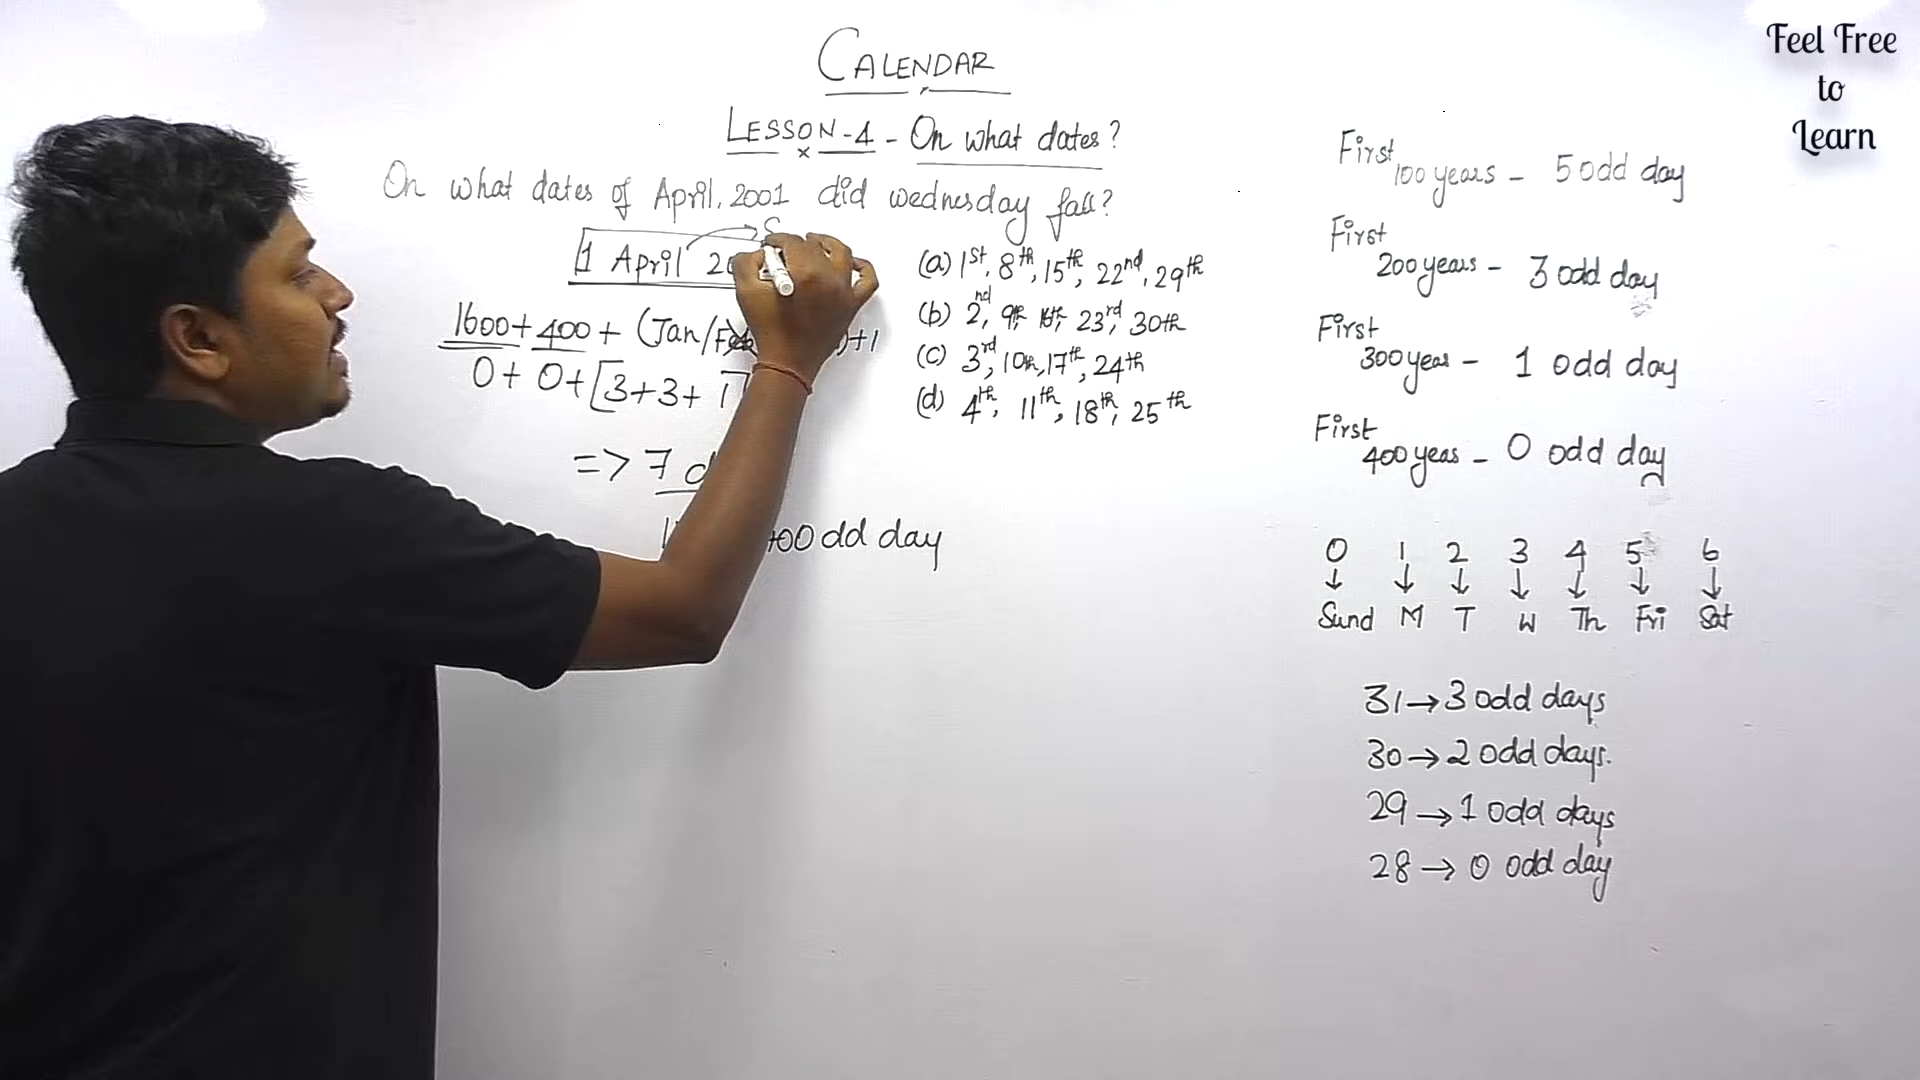 CALENDAR
LESSON-4 - On what dates?
On what dates of April, 2001 did wednesday fall?
1 April
(a) 1st, 8th, 15th, 22nd, 29th
(b) 2nd, 9th, 16th, 23rd, 30th
(c) 3rd, 10th, 17th, 24th
(d) 4th, 11th, 18th, 25th
1600+400+ (Jan/ +1
0+ 0+[3+3+
=> 7
odd day
First 100 years - 5 odd day
First 200 years - 3 odd day
First 300 year - 1 odd day
First 400 yeas - 0 odd day
0 1 2 3 4 5 6
↓ ↓ ↓ ↓ ↓ ↓ ↓
Sund M T W Th Fri Sat
31→3 odd days
30→2 odd days.
29→1 odd days
28→0 odd day
Feel Free
to
Learn